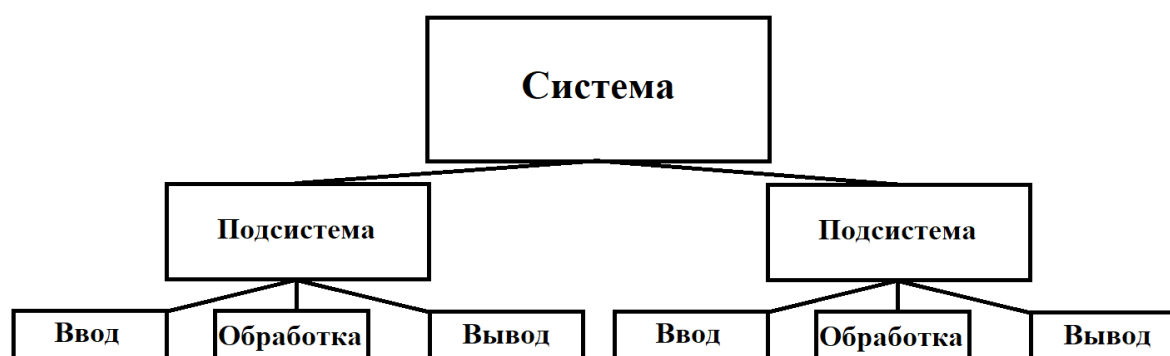 Система
Подсистема
Подсистема
Ввод
Обработка
Вывод
Ввод
Обработка
Вывод